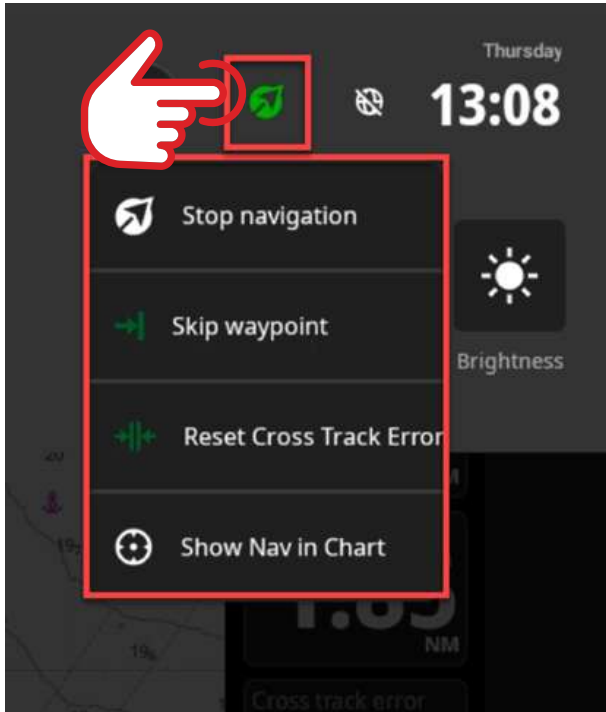 Thursday
13:08
Stop navigation
Skip waypoint
Brightness
Reset Cross Track Error
Show Nav in Chart
NM
Cross track error